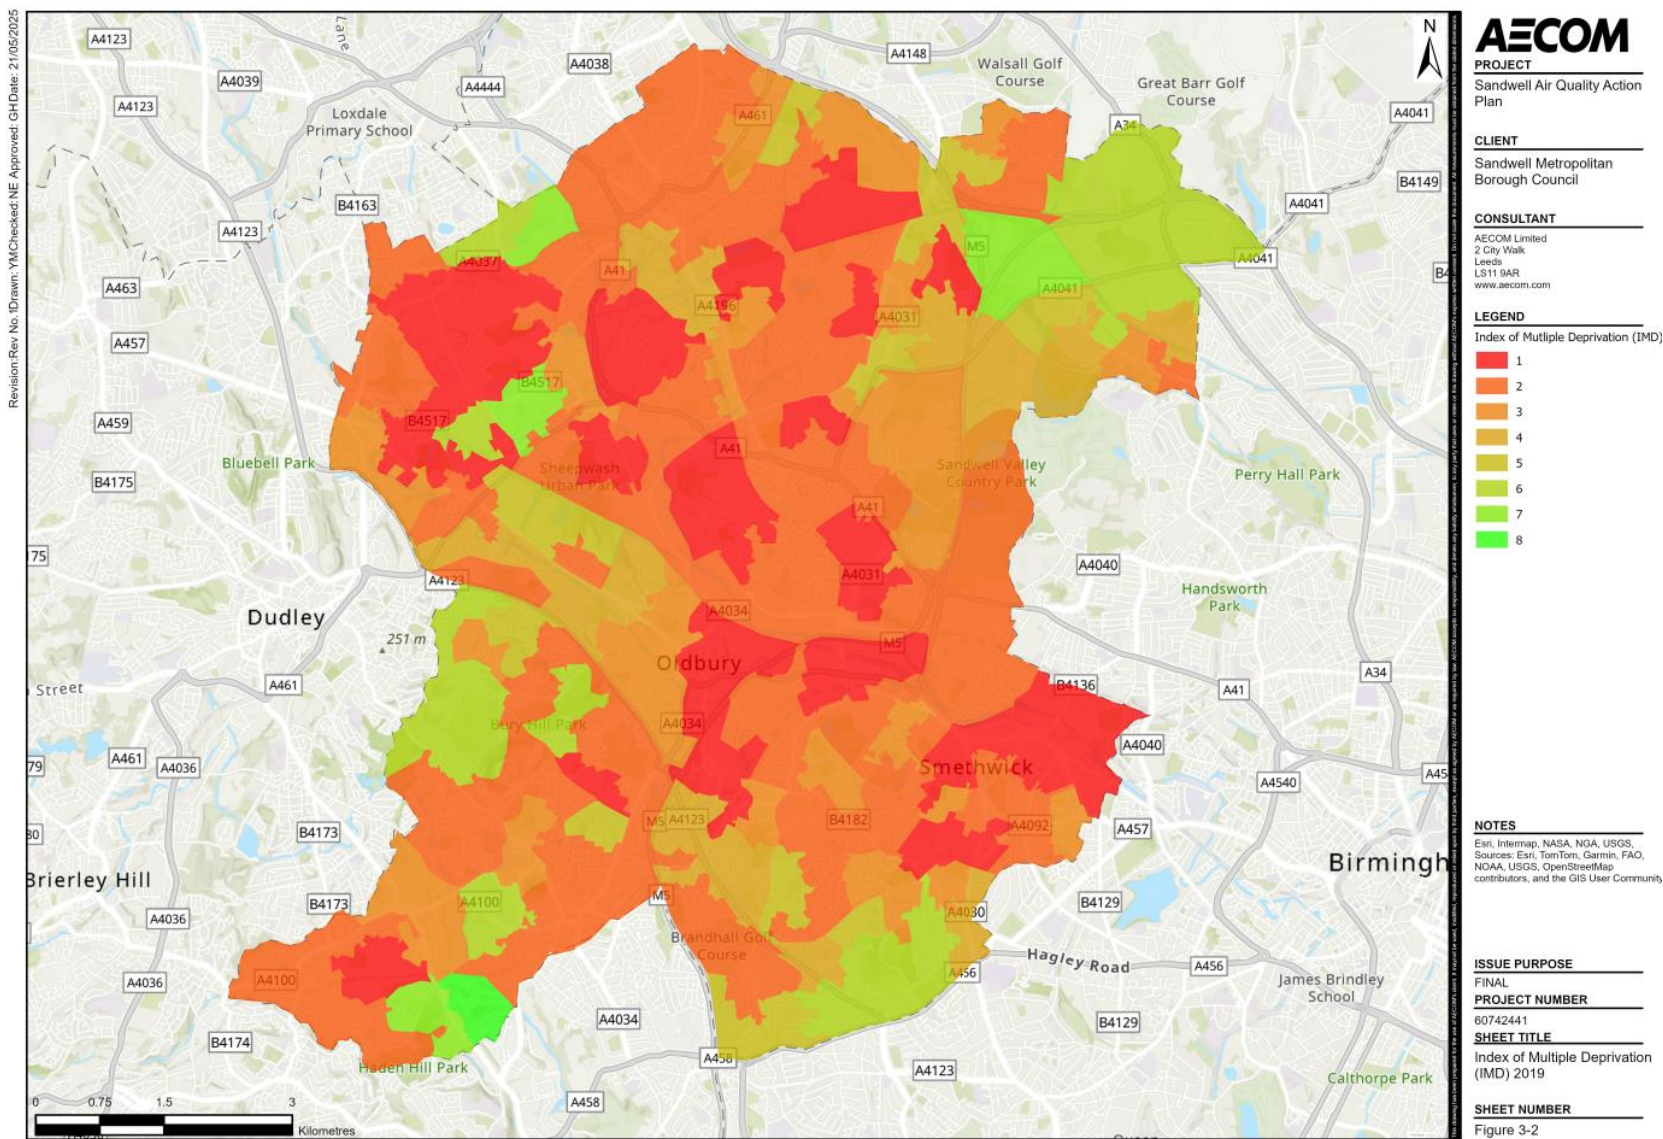 Revision:Rev No.1Drawn: YMChecked: NE Approved: GHDate: 21/05/2025
A4123
Lane
A4038
A4148
Walsall Golf
Course
N
A4039
A4444
Great Barr Golf
Course
A4123
Loxdale
Primary School
A461
A34
A4041
B4163
B4149
A4041
A4123
A4037
A41
M5
A4041
A463
A4196
A4041
A4031
A457
B4517
A459
B4517
Bluebell Park
A41
Sheepwash
Urban Park
Sandwell Valley
Country Park
Perry Hall Park
B4175
A41
75
A4123
A4031
A4040
Handsworth
Park
Dudley
A4034
251 m
M5
Oldbury
Street
A461
B4136
A41
A34
Bury Hill Park
A4034
A461
A4036
A4040
79
Smethwick
A4540
A45
80
B4173
M5
A4123
B4182
A4092
A457
Brierley Hill
Birmingh
B4173
A4100
M5
A4030
B4129
A4036
Brandhall Golf
Course
A4100
A456
Hagley Road
A456
A4036
James Brindley
School
A4034
B4129
B4174
Haden Hill Park
A458
A4123
Calthorpe Park
A458
0 0.75 1.5 3
Kilometres
AECOM
PROJECT
Sandwell Air Quality Action
Plan
CLIENT
Sandwell Metropolitan
Borough Council
CONSULTANT
AECOM Limited
2 City Walk
Leeds
LS11 9AR
www.aecom.com
LEGEND
Index of Mutliple Deprivation (IMD)
1
2
3
4
5
6
7
8
NOTES
Esri, Intermap, NASA, NGA, USGS,
Sources: Esri, TomTom, Garmin, FAO,
NOAA, USGS, OpenStreetMap
contributors, and the GIS User Community
ISSUE PURPOSE
FINAL
PROJECT NUMBER
60742441
SHEET TITLE
Index of Multiple Deprivation
(IMD) 2019
SHEET NUMBER
Figure 3-2